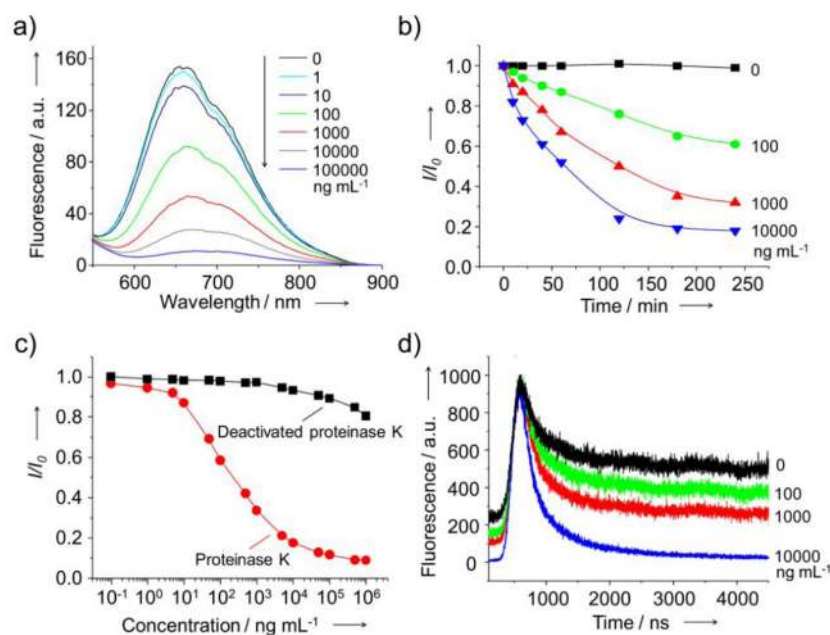 a)
160
120
80
40
0
Fluorescence / a.u.
600 700 800 900
Wavelength / nm
0
1
10
100
1000
10000
100000
ng mL⁻¹
b)
1.0
0.8
0.6
0.4
0.2
0.0
I/I₀
0 50 100 150 200 250
Time / min
0
100
1000
10000
ng mL⁻¹
c)
1.0
0.8
0.6
0.4
0.2
0.0
I/I₀
Deactivated proteinase K
Proteinase K
10⁻¹ 10⁰ 10¹ 10² 10³ 10⁴ 10⁵ 10⁶
Concentration / ng mL⁻¹
d)
1000
800
600
400
200
0
Fluorescence / a.u.
1000 2000 3000 4000
Time / ns
0
100
1000
10000
ng mL⁻¹